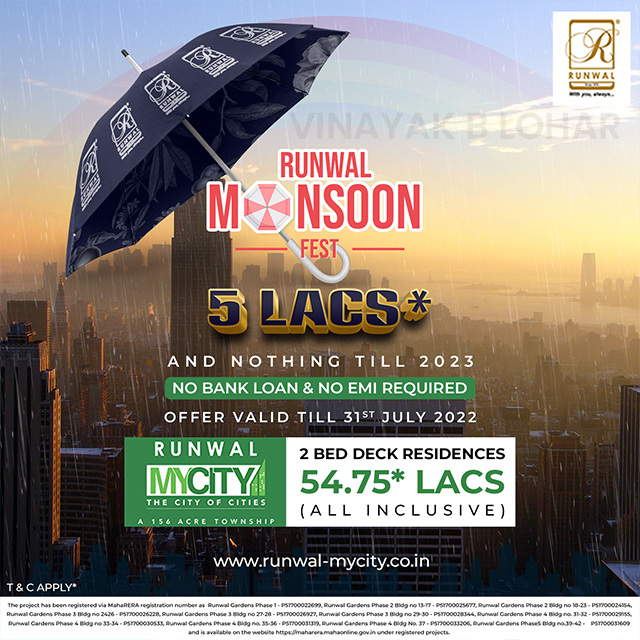 RUNWAL
With you, always...
VINAYAK B LOHAR
RUNWAL
MONSOON
FEST
5 LACS*
AND NOTHING TILL 2023
NO BANK LOAN & NO EMI REQUIRED
OFFER VALID TILL 31ST JULY 2022
RUNWAL
MYCITY
THE CITY OF CITIES
A 156 ACRE TOWNSHIP
2 BED DECK RESIDENCES
54.75* LACS
(ALL INCLUSIVE)
www.runwal-mycity.co.in
T & C APPLY*
The project has been registered via MahaRERA registration number as Runwal Gardens Phase 1 - P51700022699, Runwal Gardens Phase 2 Bldg no 13-17 - P51700025677, Runwal Gardens Phase 2 Bldg no 18-23 - P51700024154,
Runwal Gardens Phase 3 Bldg no 2426 - P51700026228, Runwal Gardens Phase 3 Bldg no 27-28 - P51700026927, Runwal Gardens Phase 3 Bldg no 29-30 - P51700028344, Runwal Gardens Phase 4 Bldg no. 31-32 - P51700029155,
Runwal Gardens Phase 4 Bldg no 33-34 - P51700030533, Runwal Gardens Phase 4 Bldg no. 35-36 - P51700031319, Runwal Gardens Phase 4 Bldg No. 37 - P51700033206, Runwal Gardens Phase5 Bldg no.39-42 - P51700031609
and is available on the website https://maharera.mahaonline.gov.in under registered projects.